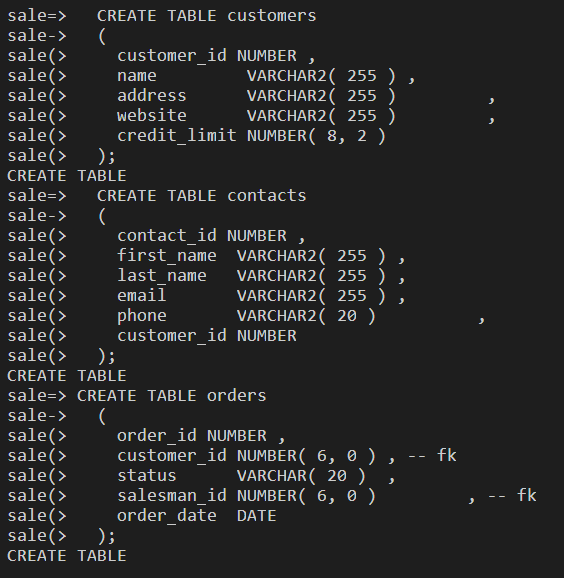 sale=>   CREATE TABLE customers
sale->   (
sale(>     customer_id NUMBER ,
sale(>     name         VARCHAR2( 255 ) ,
sale(>     address      VARCHAR2( 255 )         ,
sale(>     website      VARCHAR2( 255 )         ,
sale(>     credit_limit NUMBER( 8, 2 )
sale(>   );
CREATE TABLE
sale=>   CREATE TABLE contacts
sale->   (
sale(>     contact_id NUMBER ,
sale(>     first_name  VARCHAR2( 255 ) ,
sale(>     last_name   VARCHAR2( 255 ) ,
sale(>     email       VARCHAR2( 255 ) ,
sale(>     phone       VARCHAR2( 20 )          ,
sale(>     customer_id NUMBER
sale(>   );
CREATE TABLE
sale=> CREATE TABLE orders
sale->   (
sale(>     order_id NUMBER ,
sale(>     customer_id NUMBER( 6, 0 ) , -- fk
sale(>     status      VARCHAR( 20 )  ,
sale(>     salesman_id NUMBER( 6, 0 )         , -- fk
sale(>     order_date  DATE
sale(>   );
CREATE TABLE